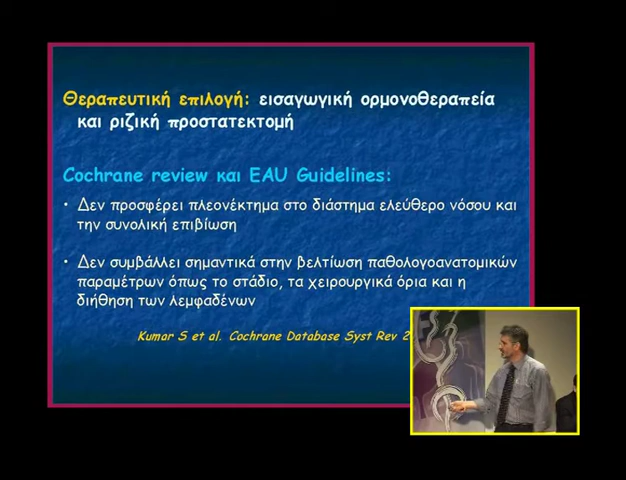 Θεραπευτική επιλογή: εισαγωγική ορμονοθεραπεία
και ριζική προστατεκτομή
Cochrane review και EAU Guidelines:
• Δεν προσφέρει πλεονέκτημα στο διάστημα ελεύθερο νόσου και
την συνολική επιβίωση
• Δεν συμβάλλει σημαντικά στην βελτίωση παθολογοανατομικών
παραμέτρων όπως το στάδιο, τα χειρουργικά όρια και η
διήθηση των λεμφαδένων
Kumar S et al. Cochrane Database Syst Rev